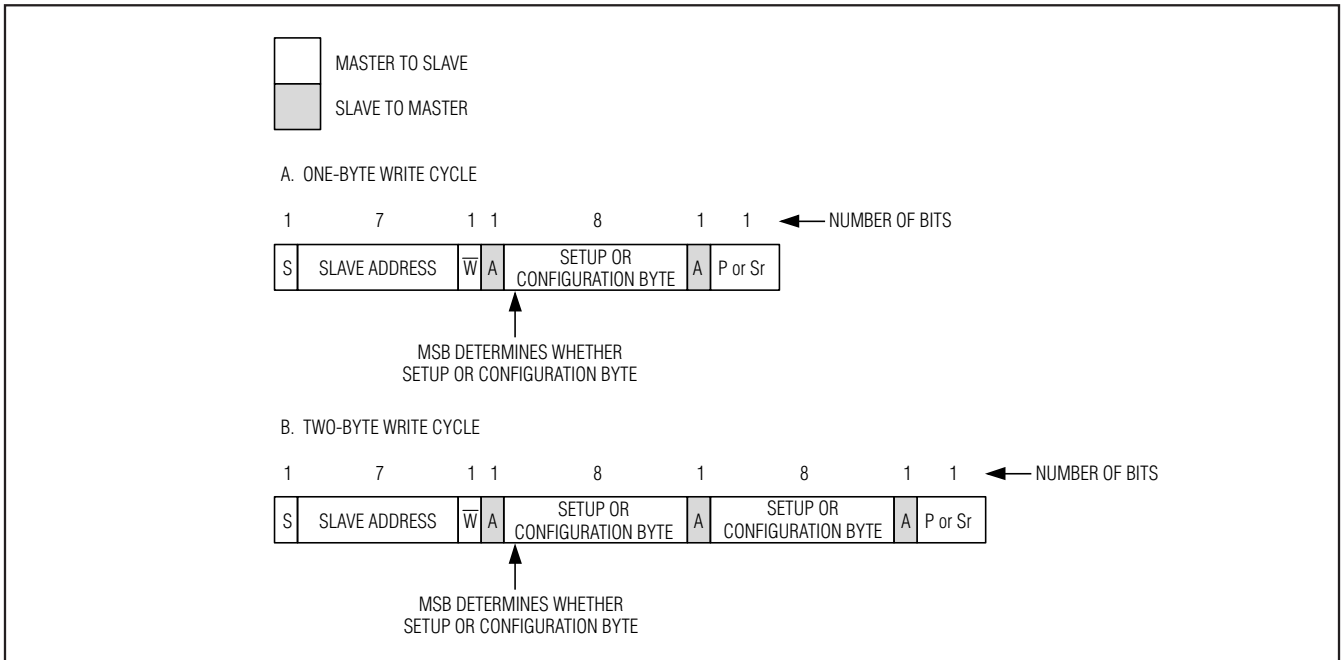 MASTER TO SLAVE
SLAVE TO MASTER
A. ONE-BYTE WRITE CYCLE
1 7 1 1 8 1 1 NUMBER OF BITS
S SLAVE ADDRESS W̅ A SETUP OR CONFIGURATION BYTE A P or Sr
MSB DETERMINES WHETHER
SETUP OR CONFIGURATION BYTE
B. TWO-BYTE WRITE CYCLE
1 7 1 1 8 1 8 1 1 NUMBER OF BITS
S SLAVE ADDRESS W̅ A SETUP OR CONFIGURATION BYTE A SETUP OR CONFIGURATION BYTE A P or Sr
MSB DETERMINES WHETHER
SETUP OR CONFIGURATION BYTE